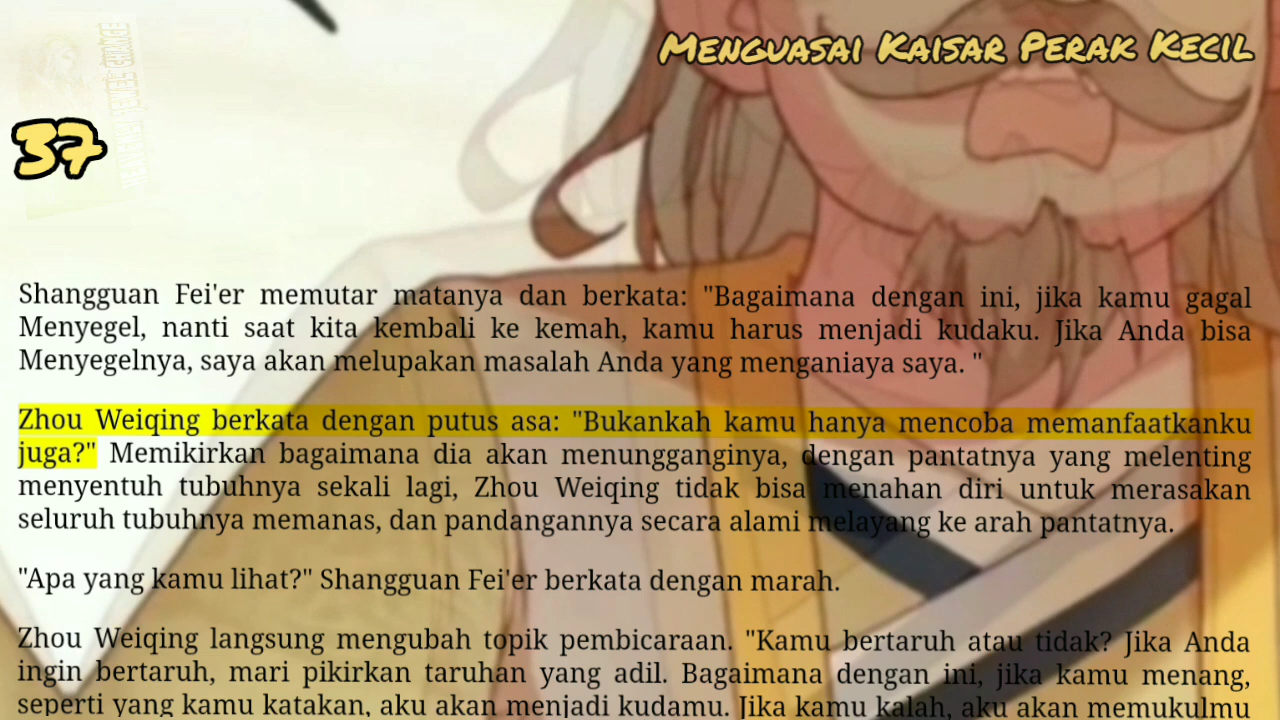 Menguasai Kaisar Perak Kecil
37
Shangguan Fei'er memutar matanya dan berkata: "Bagaimana dengan ini, jika kamu gagal
Menyegel, nanti saat kita kembali ke kemah, kamu harus menjadi kudaku. Jika Anda bisa
Menyegelnya, saya akan melupakan masalah Anda yang menganiaya saya. "
Zhou Weiqing berkata dengan putus asa: "Bukankah kamu hanya mencoba memanfaatkanku
juga?" Memikirkan bagaimana dia akan menungganginya, dengan pantatnya yang melenting
menyentuh tubuhnya sekali lagi, Zhou Weiqing tidak bisa menahan diri untuk merasakan
seluruh tubuhnya memanas, dan pandangannya secara alami melayang ke arah pantatnya.
"Apa yang kamu lihat?" Shangguan Fei'er berkata dengan marah.
Zhou Weiqing langsung mengubah topik pembicaraan. "Kamu bertaruh atau tidak? Jika Anda
ingin bertaruh, mari pikirkan taruhan yang adil. Bagaimana dengan ini, jika kamu menang,
seperti yang kamu katakan, aku akan menjadi kudamu. Jika kamu kalah, aku akan memukulmu